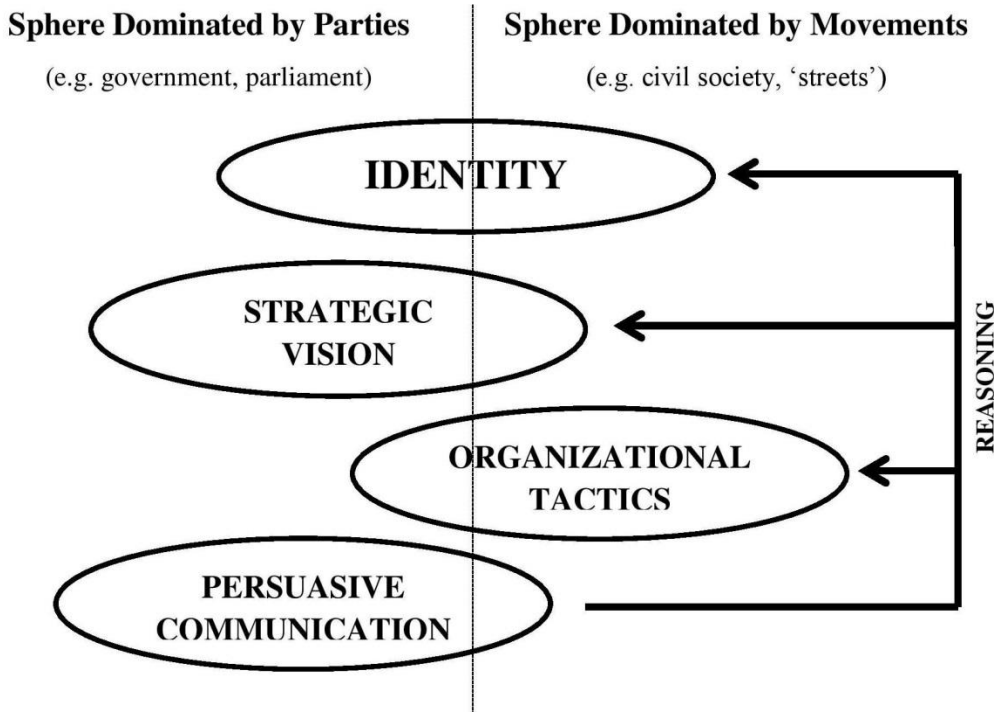 Sphere Dominated by Parties
(e.g. government, parliament)
Sphere Dominated by Movements
(e.g. civil society, ‘streets’)
IDENTITY
STRATEGIC
VISION
ORGANIZATIONAL
TACTICS
PERSUASIVE
COMMUNICATION
REASONING